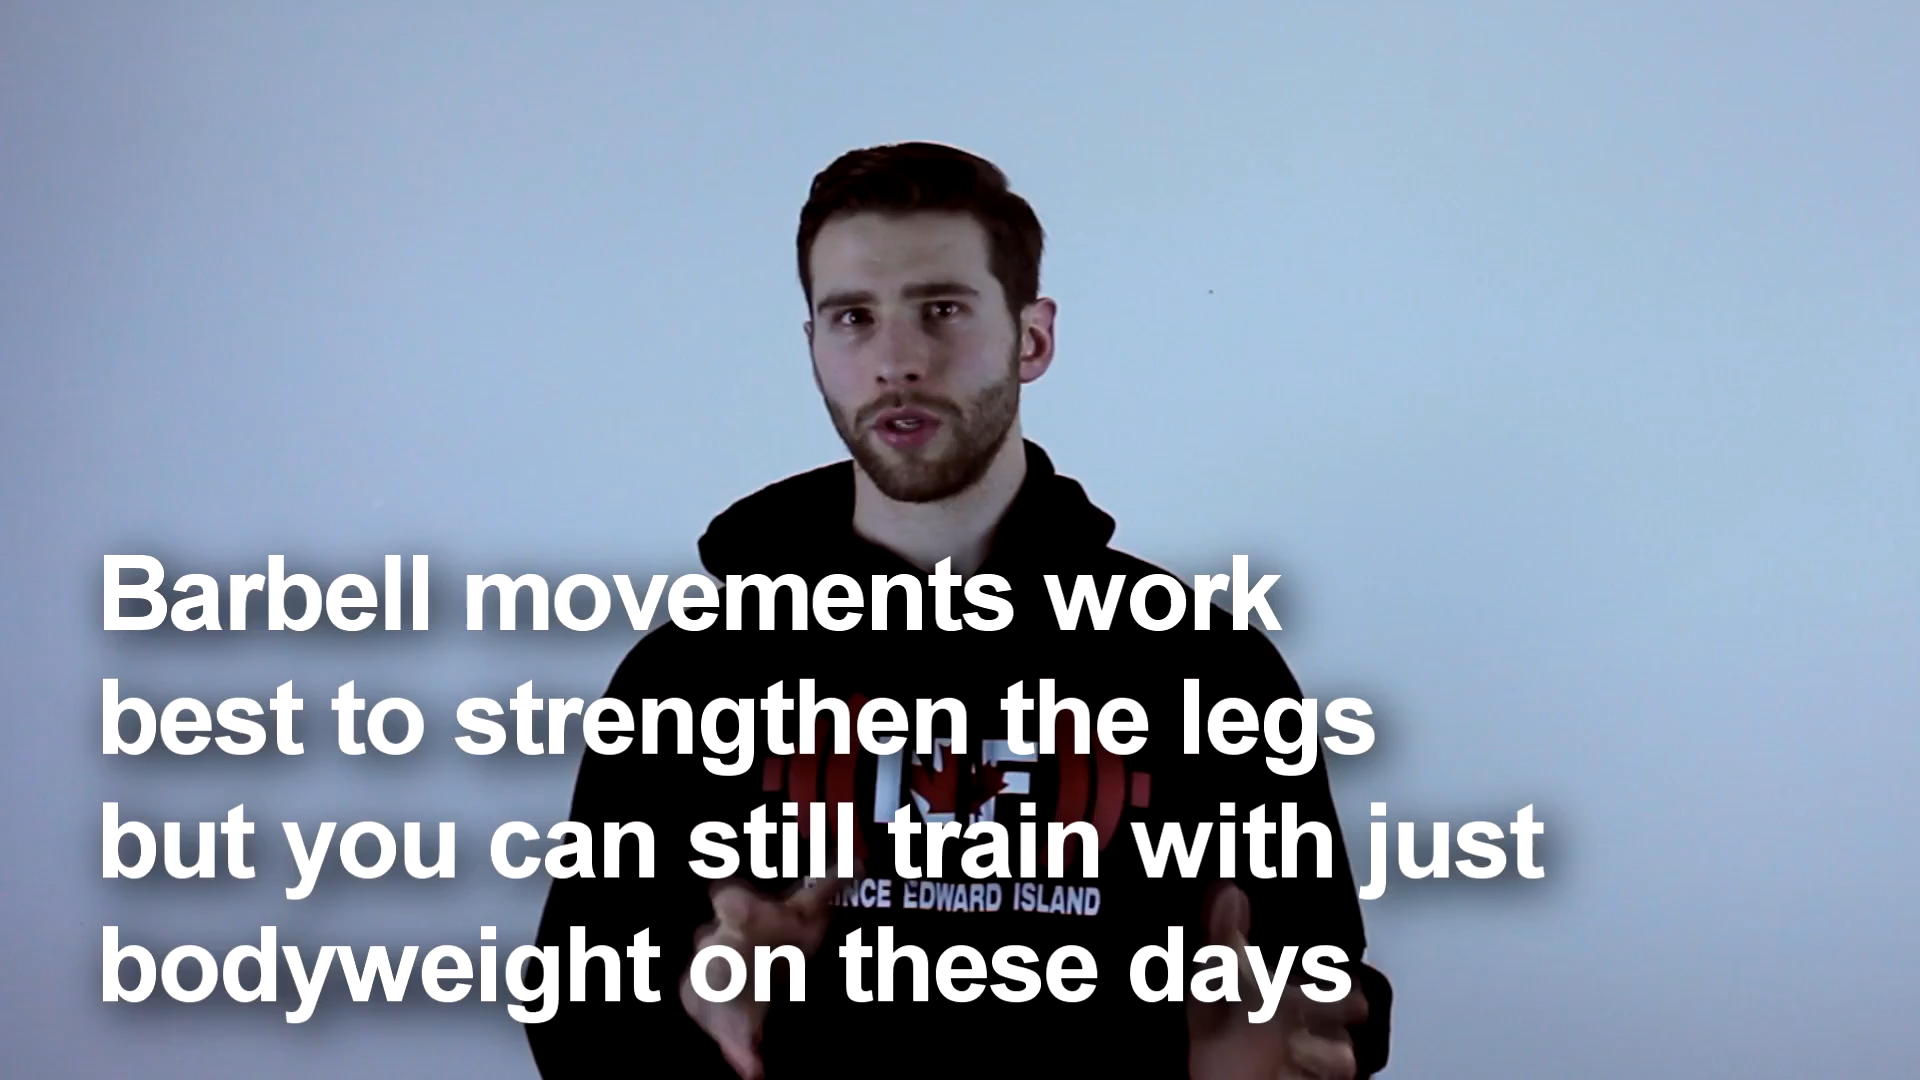 Barbell movements work
best to strengthen the legs
but you can still train with just
bodyweight on these days
EDWARD ISLAND